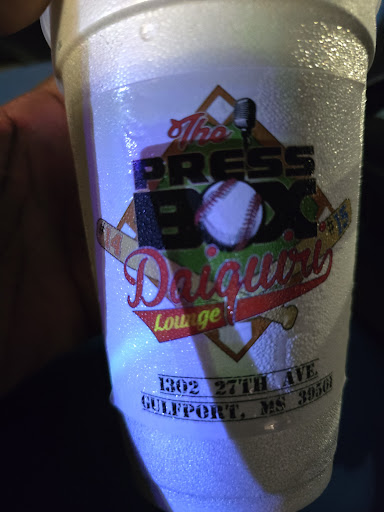 The
PRESS
BOX
Daiquiri
Lounge
1302 27TH AVE.
GULFPORT, MS 39501